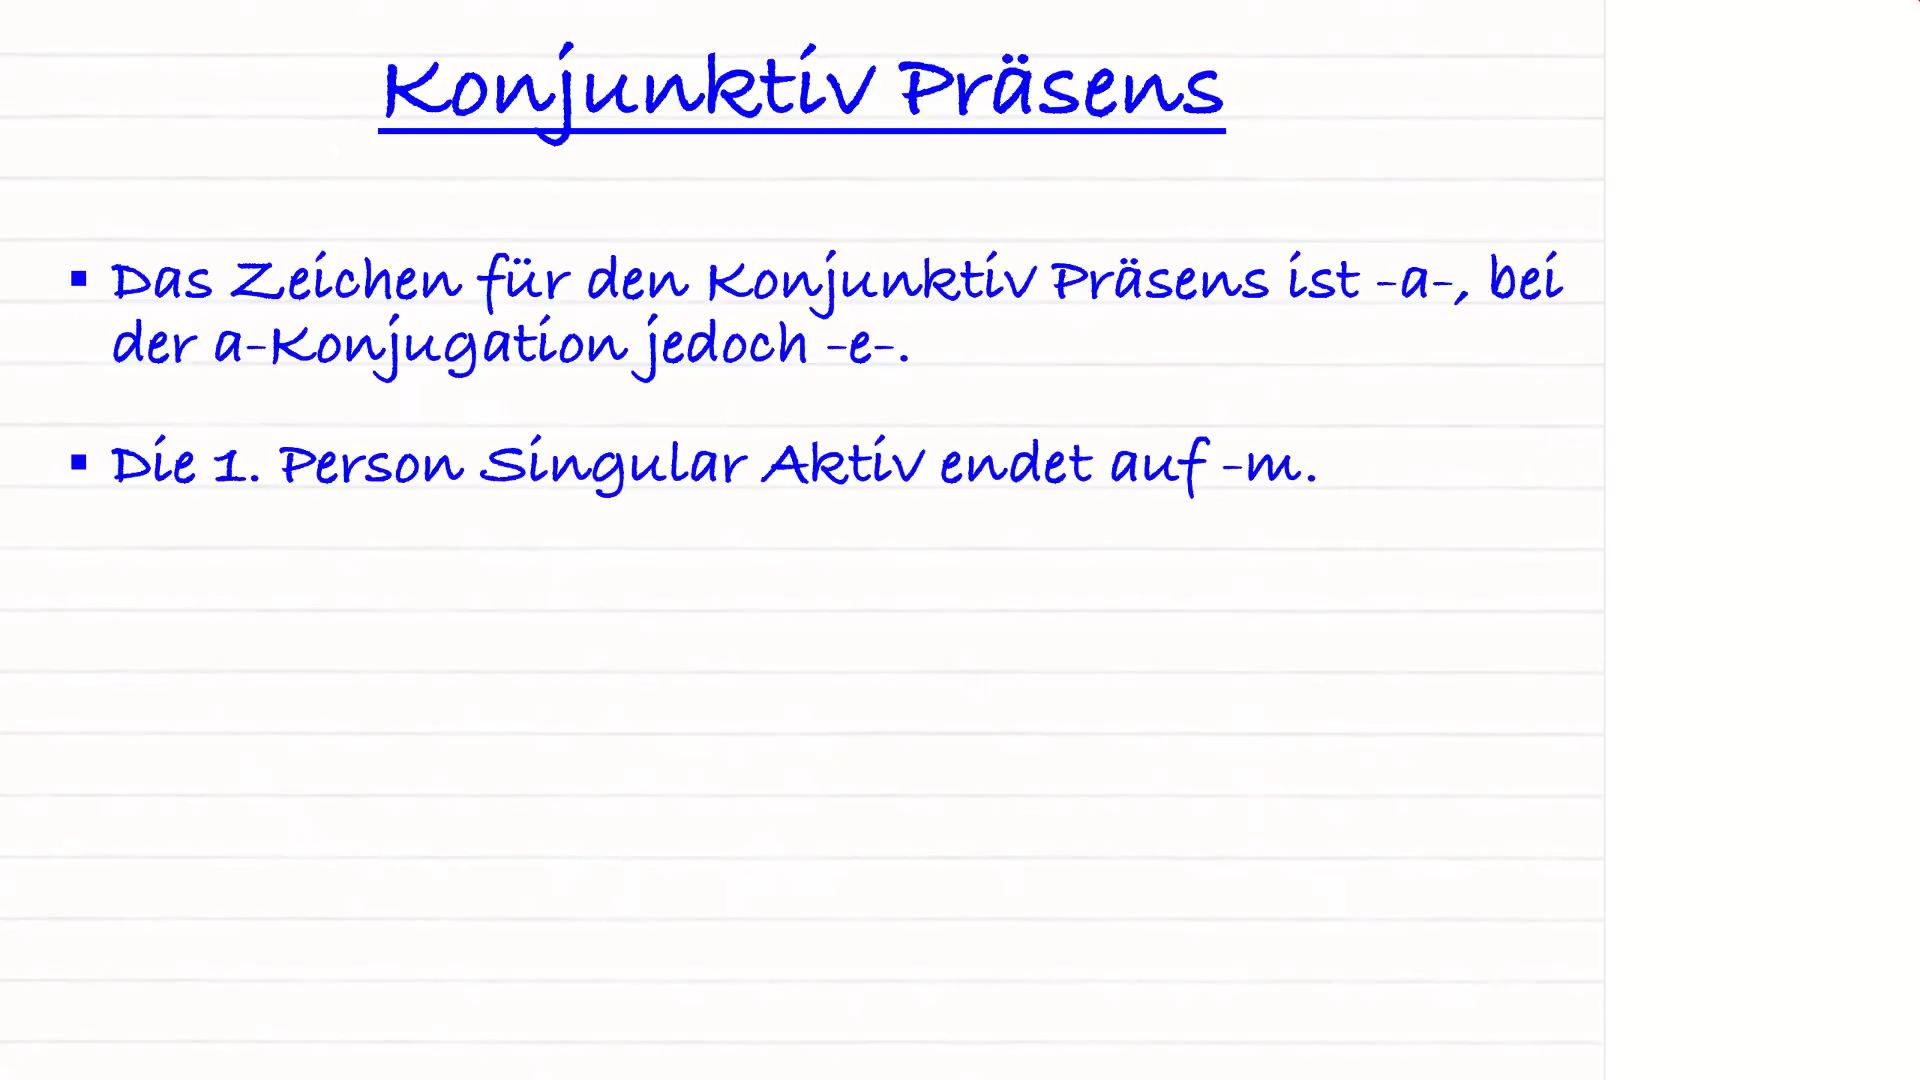 Konjunktiv Präsens
▪ Das Zeichen für den Konjunktiv Präsens ist -a-, bei
der a-Konjugation jedoch -e-.
▪ Die 1. Person Singular Aktiv endet auf -m.